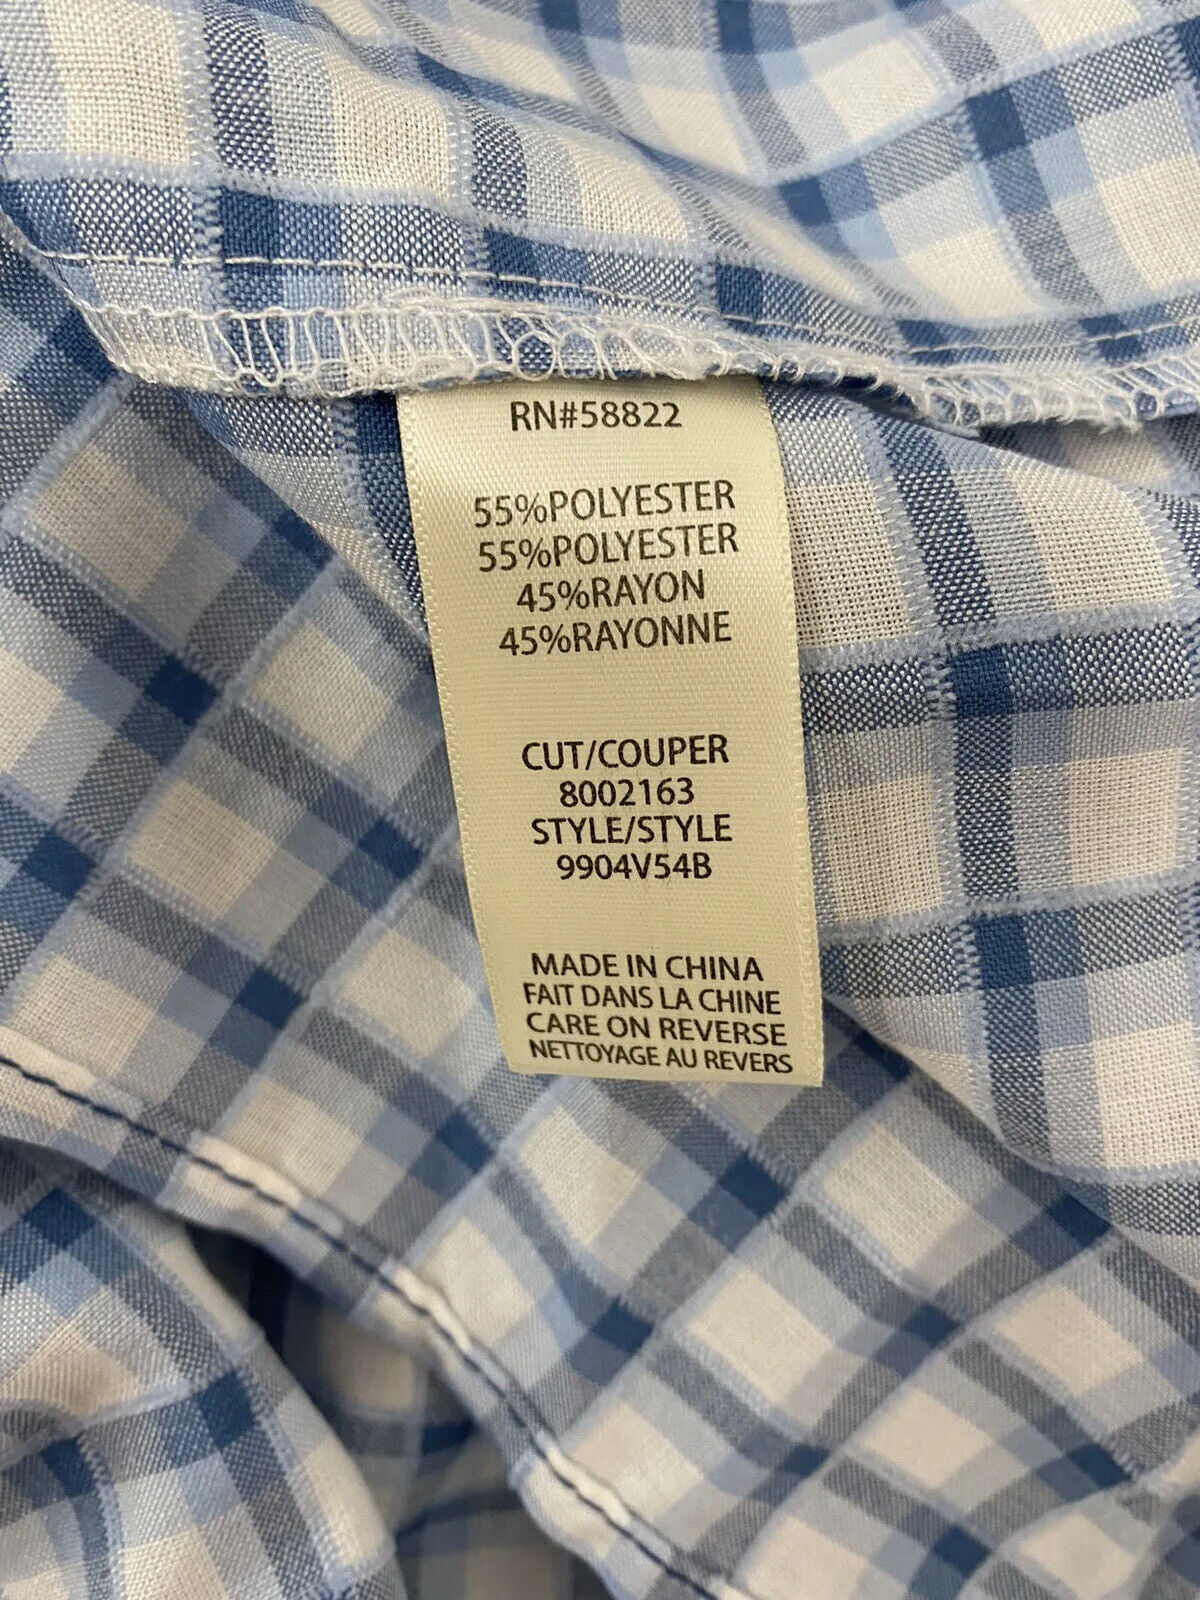 RN#58822
55%POLYESTER
55%POLYESTER
45%RAYON
45%RAYONNE
CUT/COUPER
8002163
STYLE/STYLE
9904V54B
MADE IN CHINA
FAIT DANS LA CHINE
CARE ON REVERSE
NETTOYAGE AU REVERS